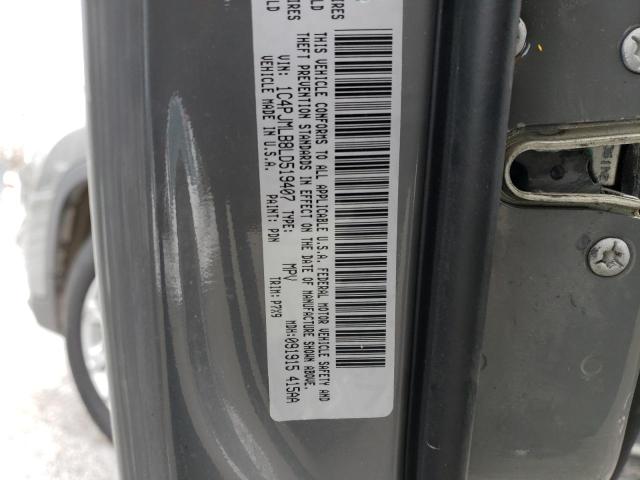 IRES
LD
IRES
LD
THIS VEHICLE CONFORMS TO ALL APPLICABLE U.S.A. FEDERAL MOTOR VEHICLE SAFETY AND
THEFT PREVENTION STANDARDS IN EFFECT ON THE DATE OF MANUFACTURE SHOWN ABOVE.
VIN: 1C4PJMLB8LD519407 TYPE: MPV MDH:091915 415AA
VEHICLE MADE IN U.S.A. PAINT: PDN TRIM: P7X9